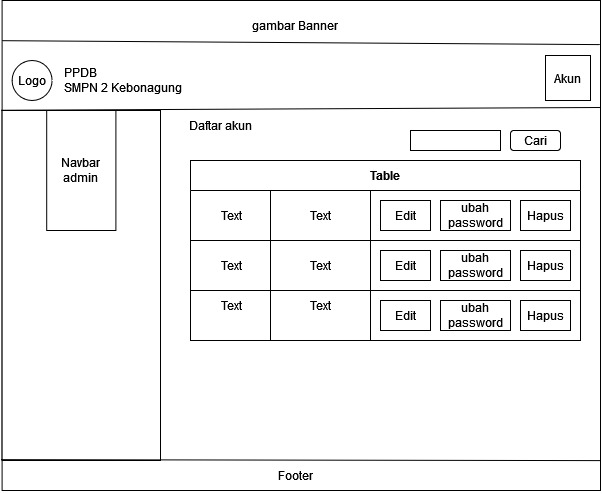 gambar Banner
Logo
PPDB
SMPN 2 Kebonagung
Akun
Navbar
admin
Daftar akun
Cari
Table
Text Text Edit ubah password Hapus
Text Text Edit ubah password Hapus
Text Text Edit ubah password Hapus
Footer